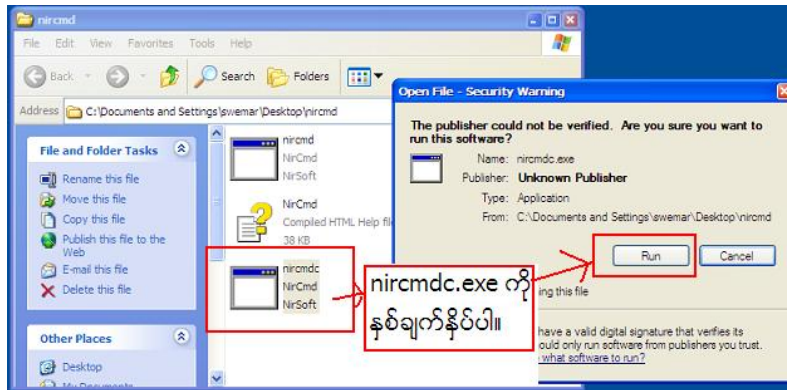 nircmd
File Edit View Favorites Tools Help
Back Search Folders
Address C:\Documents and Settings\swemar\Desktop\nircmd
File and Folder Tasks
Rename this file
Move this file
Copy this file
Publish this file to the
Web
E-mail this file
Delete this file
Other Places
Desktop
My Documents
nircmd
NirCmd
NirSoft
NirCmd
Compiled HTML Help file
38 KB
nircmdc
NirCmd
NirSoft
nircmdc.exe ကို
နှစ်ချက်နှိပ်ပါ။
Open File - Security Warning
The publisher could not be verified. Are you sure you want to
run this software?
Name: nircmdc.exe
Publisher: Unknown Publisher
Type: Application
From: C:\Documents and Settings\swemar\Desktop\nircmd
Run Cancel
ing this file
have a valid digital signature that verifies its
ould only run software from publishers you trust.
what software to run?